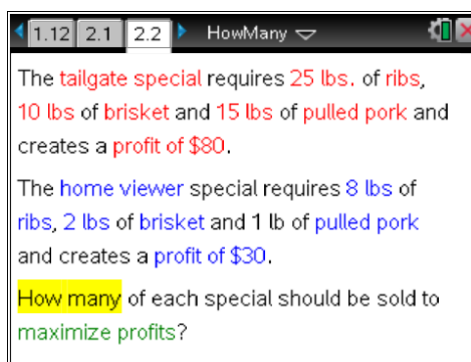 1.12 2.1 2.2 HowMany
The tailgate special requires 25 lbs. of ribs,
10 lbs of brisket and 15 lbs of pulled pork and
creates a profit of $80.
The home viewer special requires 8 lbs of
ribs, 2 lbs of brisket and 1 lb of pulled pork
and creates a profit of $30.
How many of each special should be sold to
maximize profits?